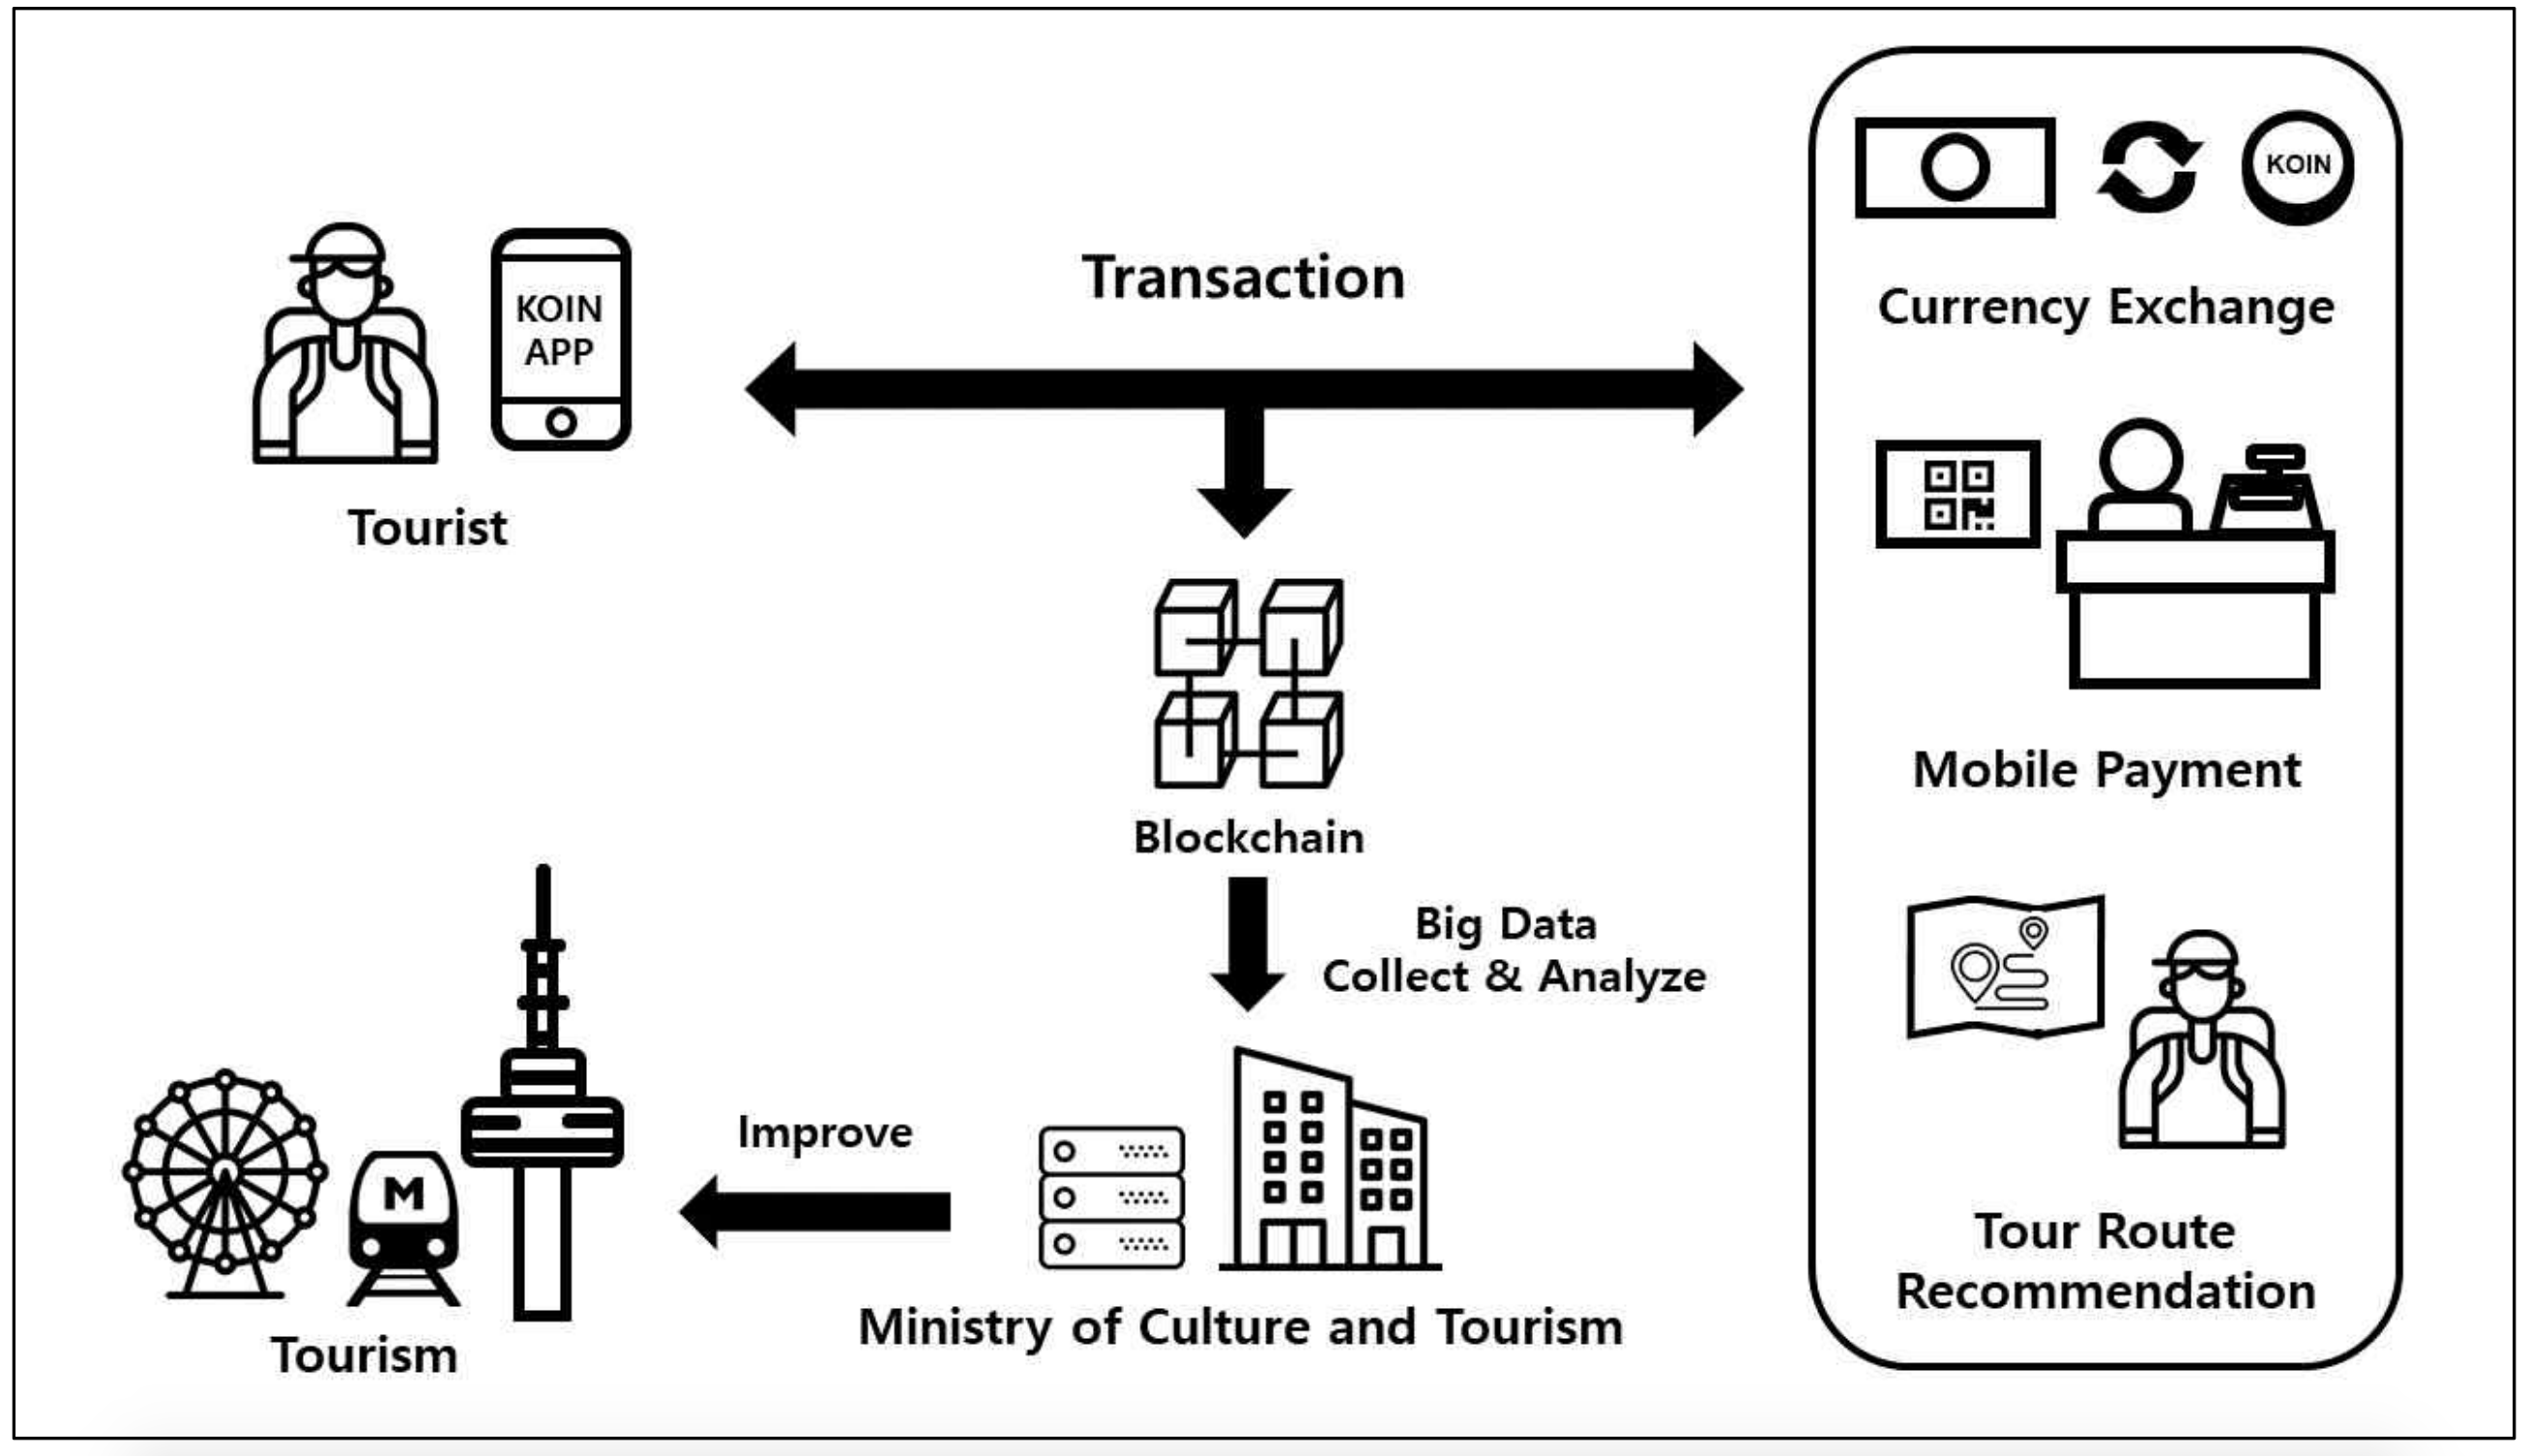 KOIN
Currency Exchange
Transaction
KOIN
APP
Tourist
Mobile Payment
Blockchain
Big Data
Collect & Analyze
Improve
M
Tour Route
Recommendation
Ministry of Culture and Tourism
Tourism